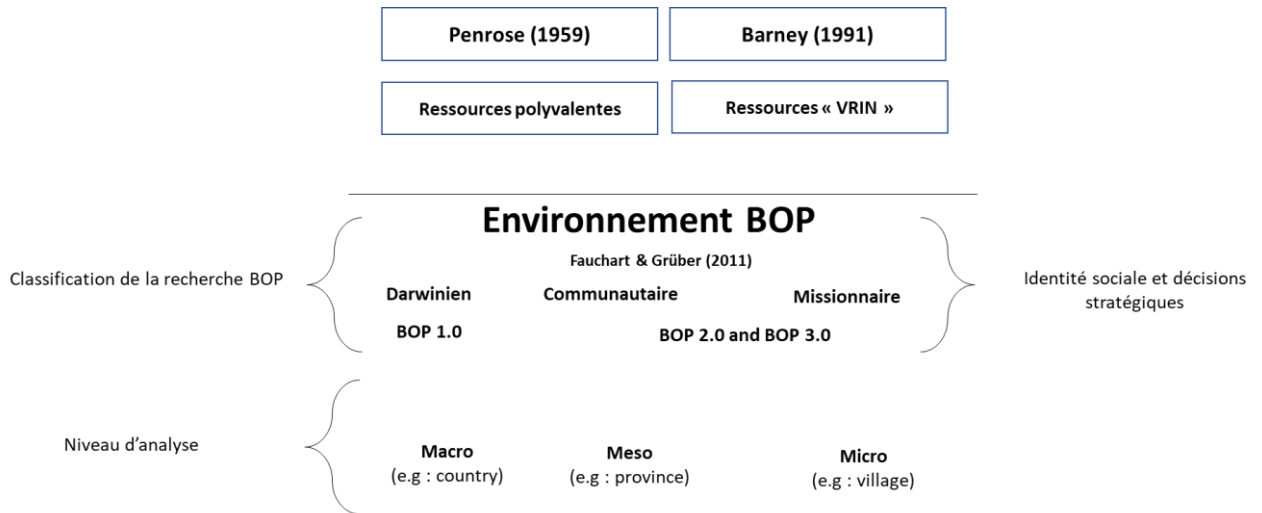 Penrose (1959)
Barney (1991)
Ressources polyvalentes
Ressources « VRIN »
Environnement BOP
Fauchart & Grüber (2011)
Classification de la recherche BOP
Darwinien
Communautaire
Missionnaire
BOP 1.0
BOP 2.0 and BOP 3.0
Identité sociale et décisions
stratégiques
Niveau d'analyse
Macro
(e.g : country)
Meso
(e.g : province)
Micro
(e.g : village)